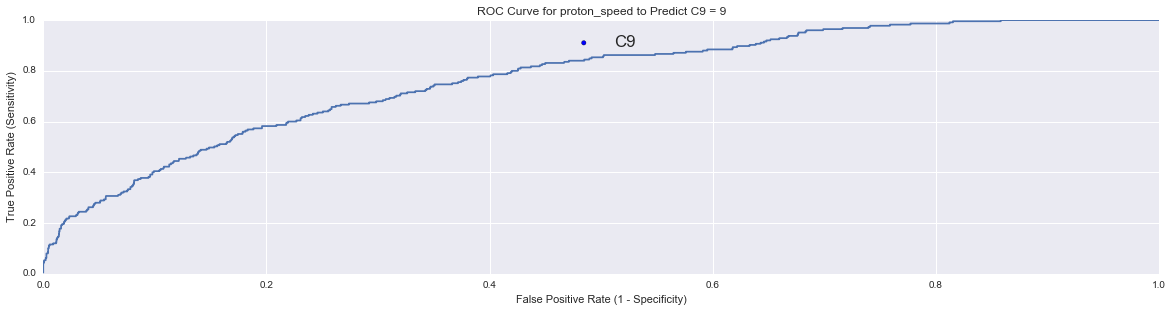 ROC Curve for proton_speed to Predict C9 = 9
True Positive Rate (Sensitivity)
1.0
0.8
0.6
0.4
0.2
0.0
C9
0.0 0.2 0.4 0.6 0.8 1.0
False Positive Rate (1 - Specificity)